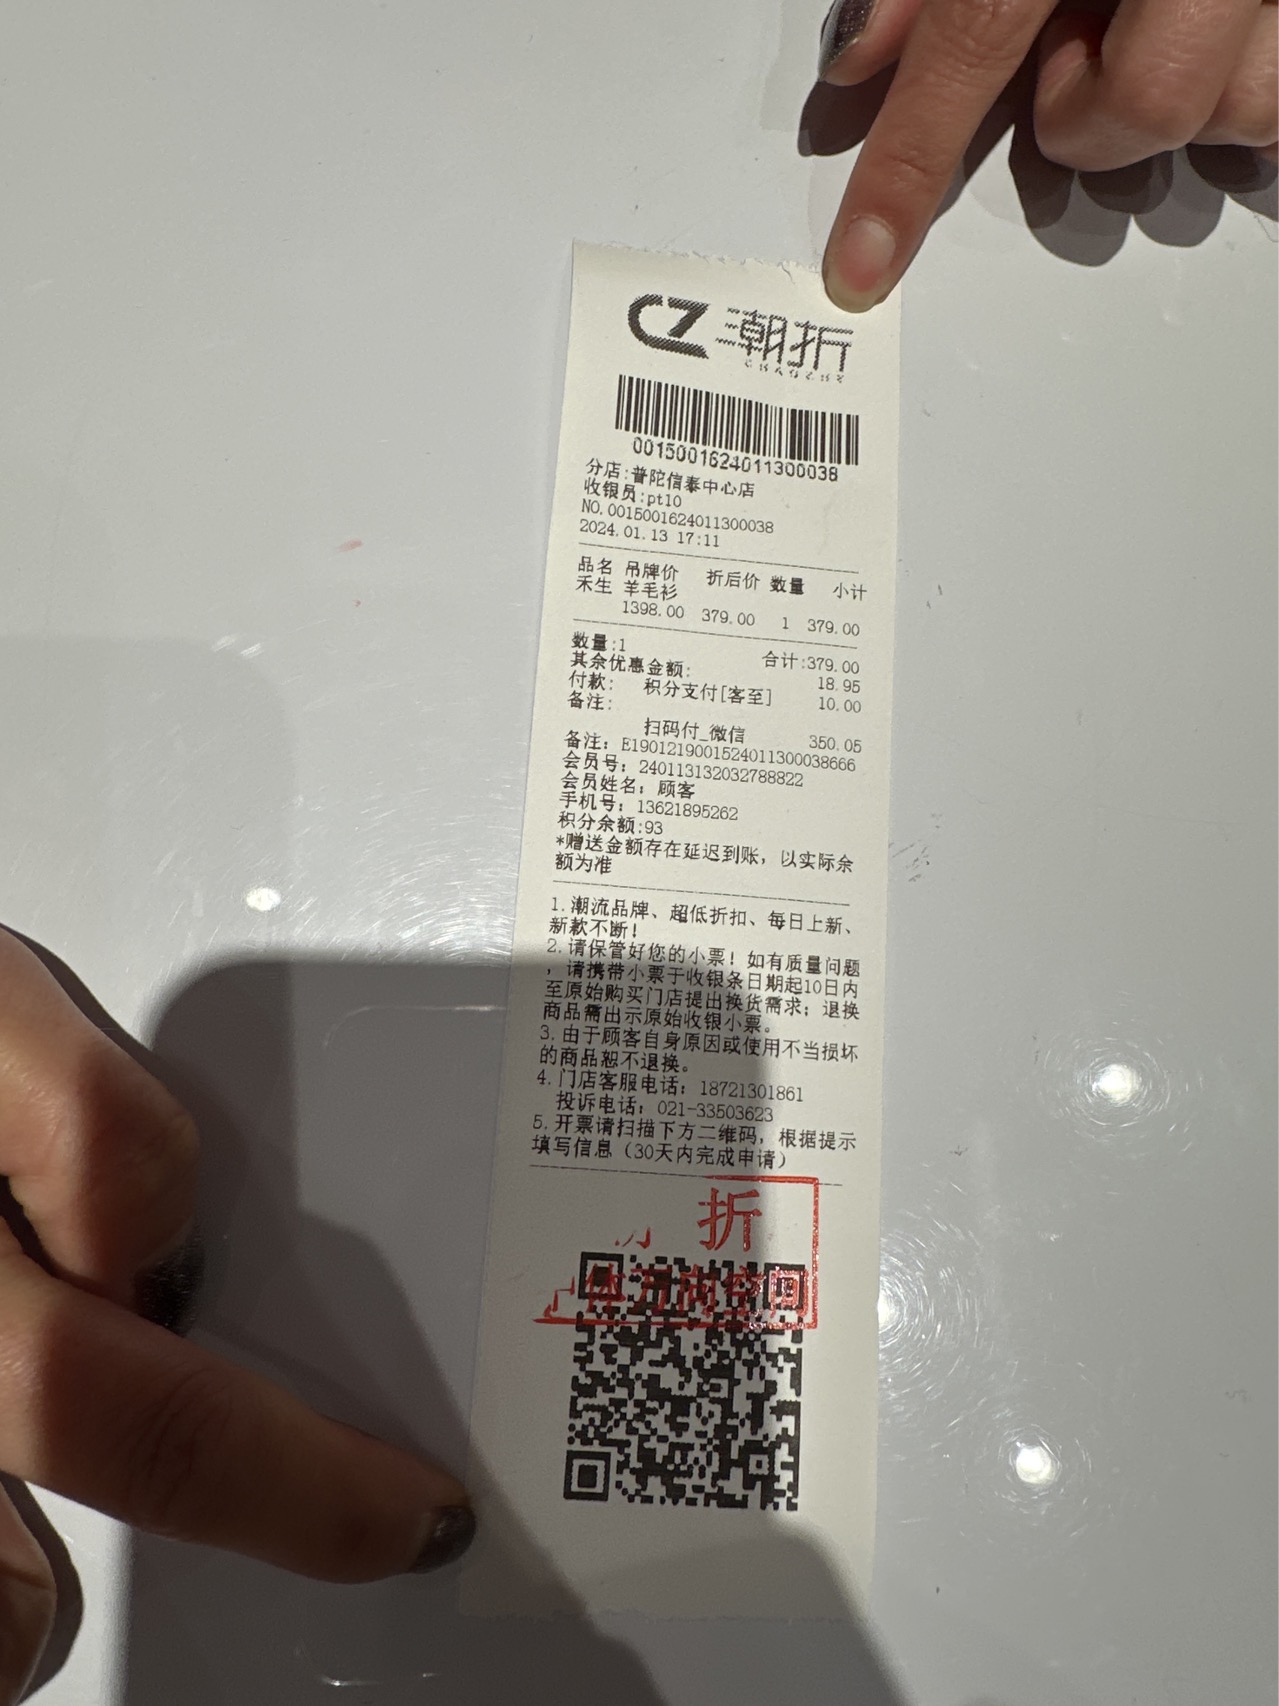 CZ 潮折
CHAOZHE
0015001624011300038
分店:普陀信泰中心店
收银员:pt10
NO.0015001624011300038
2024.01.13 17:11
品名 吊牌价 折后价 数量 小计
禾生 羊毛衫
1398.00 379.00 1 379.00
数量:1 合计:379.00
其余优惠金额: 18.95
付款: 积分支付[客至] 10.00
备注:
扫码付_微信 350.05
备注: E1901219001524011300038666
会员号: 240113132032788822
会员姓名: 顾客
手机号: 13621895262
积分余额:93
*赠送金额存在延迟到账，以实际余
额为准
1.潮流品牌、超低折扣、每日上新、
新款不断!
2.请保管好您的小票! 如有质量问题
，请携带小票于收银条日期起10日内
至原始购买门店提出换货需求; 退换
商品需出示原始收银小票。
3.由于顾客自身原因或使用不当损坏
的商品恕不退换。
4.门店客服电话: 18721301861
投诉电话: 021-33503623
5.开票请扫描下方二维码，根据提示
填写信息（30天内完成申请）
折
体万向空间